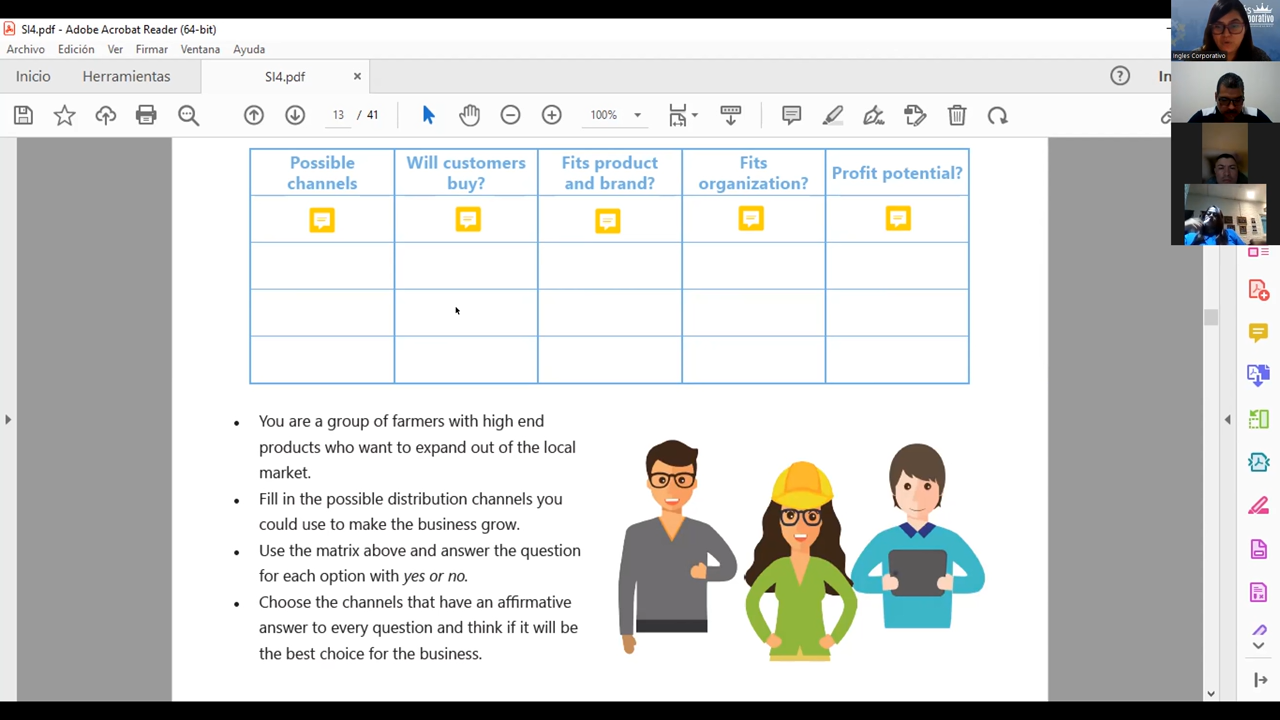 SI4.pdf - Adobe Acrobat Reader (64-bit)
Archivo Edición Ver Firmar Ventana Ayuda
Inicio Herramientas SI4.pdf
13 / 41 100%
Possible channels
Will customers buy?
Fits product and brand?
Fits organization?
Profit potential?
• You are a group of farmers with high end
products who want to expand out of the local
market.
• Fill in the possible distribution channels you
could use to make the business grow.
• Use the matrix above and answer the question
for each option with yes or no.
• Choose the channels that have an affirmative
answer to every question and think if it will be
the best choice for the business.
Ingles Corporativo